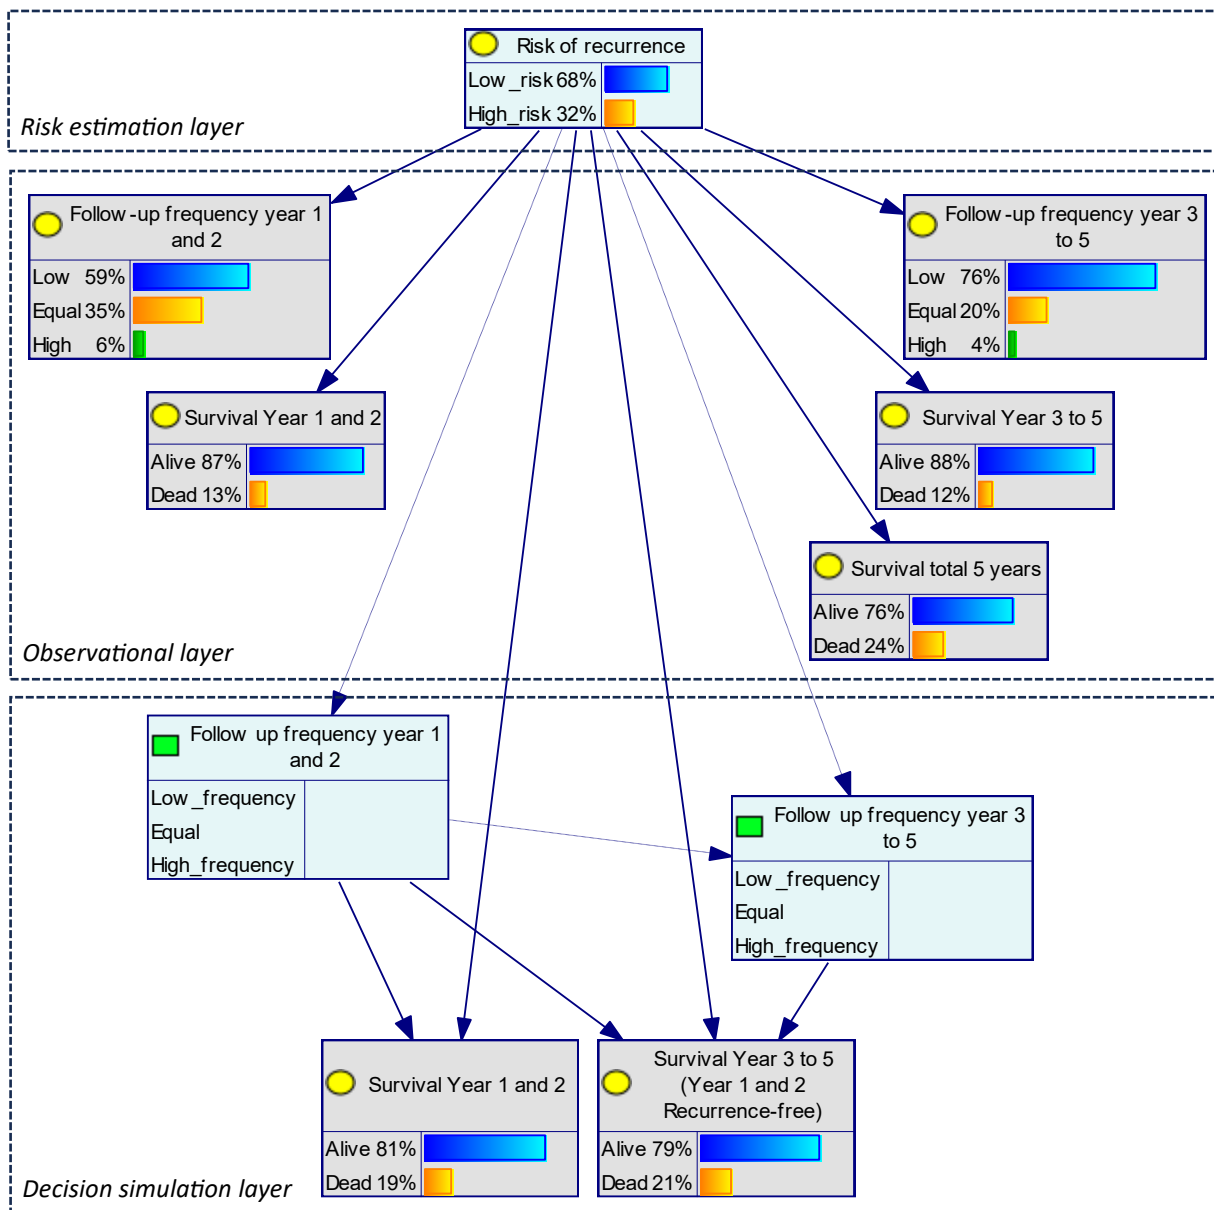 Risk of recurrence
Low_risk 68%
High_risk 32%
Risk estimation layer
Follow-up frequency year 1
and 2
Low 59%
Equal 35%
High 6%
Follow-up frequency year 3
to 5
Low 76%
Equal 20%
High 4%
Survival Year 1 and 2
Alive 87%
Dead 13%
Survival Year 3 to 5
Alive 88%
Dead 12%
Survival total 5 years
Alive 76%
Dead 24%
Observational layer
Follow up frequency year 1
and 2
Low_frequency
Equal
High_frequency
Follow up frequency year 3
to 5
Low_frequency
Equal
High_frequency
Survival Year 1 and 2
Alive 81%
Dead 19%
Survival Year 3 to 5
(Year 1 and 2
Recurrence-free)
Alive 79%
Dead 21%
Decision simulation layer